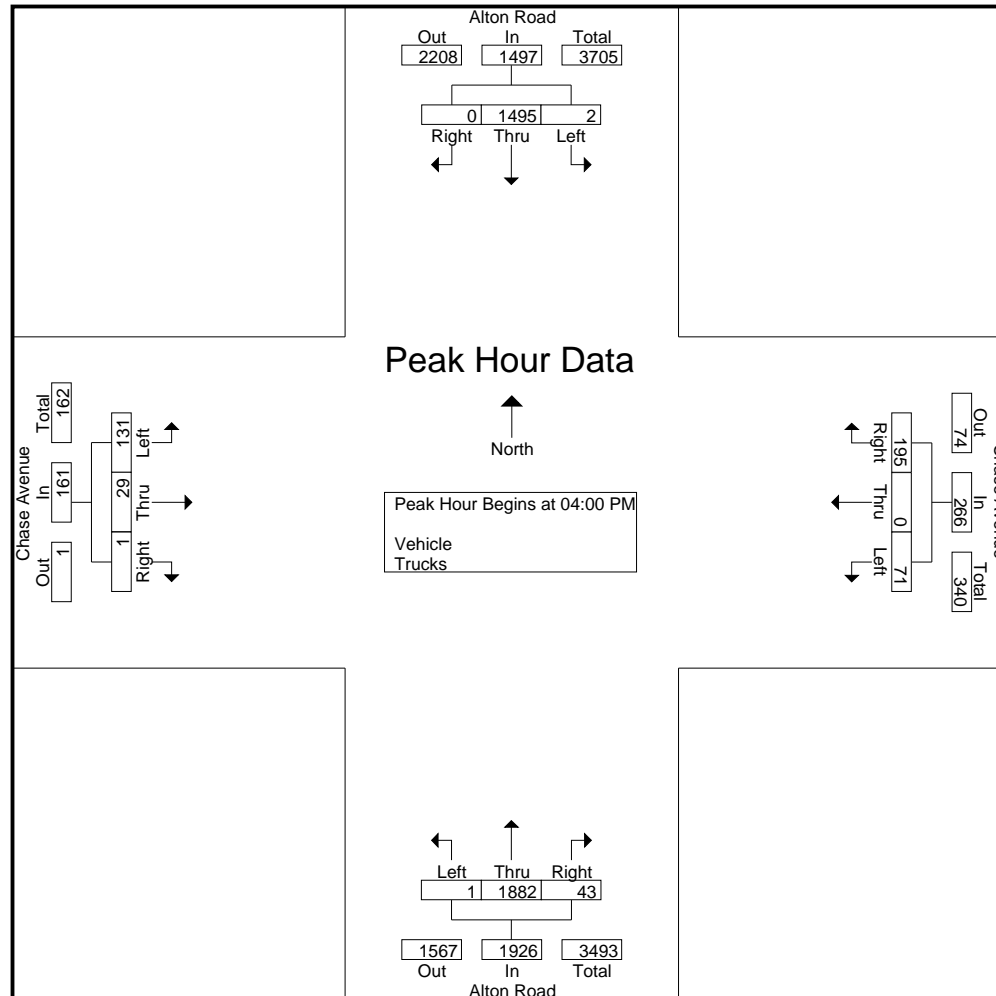 Alton Road
Out In Total
2208 1497 3705
0 1495 2
Right Thru Left
Peak Hour Data
North
Peak Hour Begins at 04:00 PM
Vehicle
Trucks
Chase Avenue
Total In Out
162 161 1
131 29 1
Left Thru Right
Right Thru Left
195 0 71
Out In Total
74 266 340
Left Thru Right
1 1882 43
1567 1926 3493
Out In Total
Alton Road